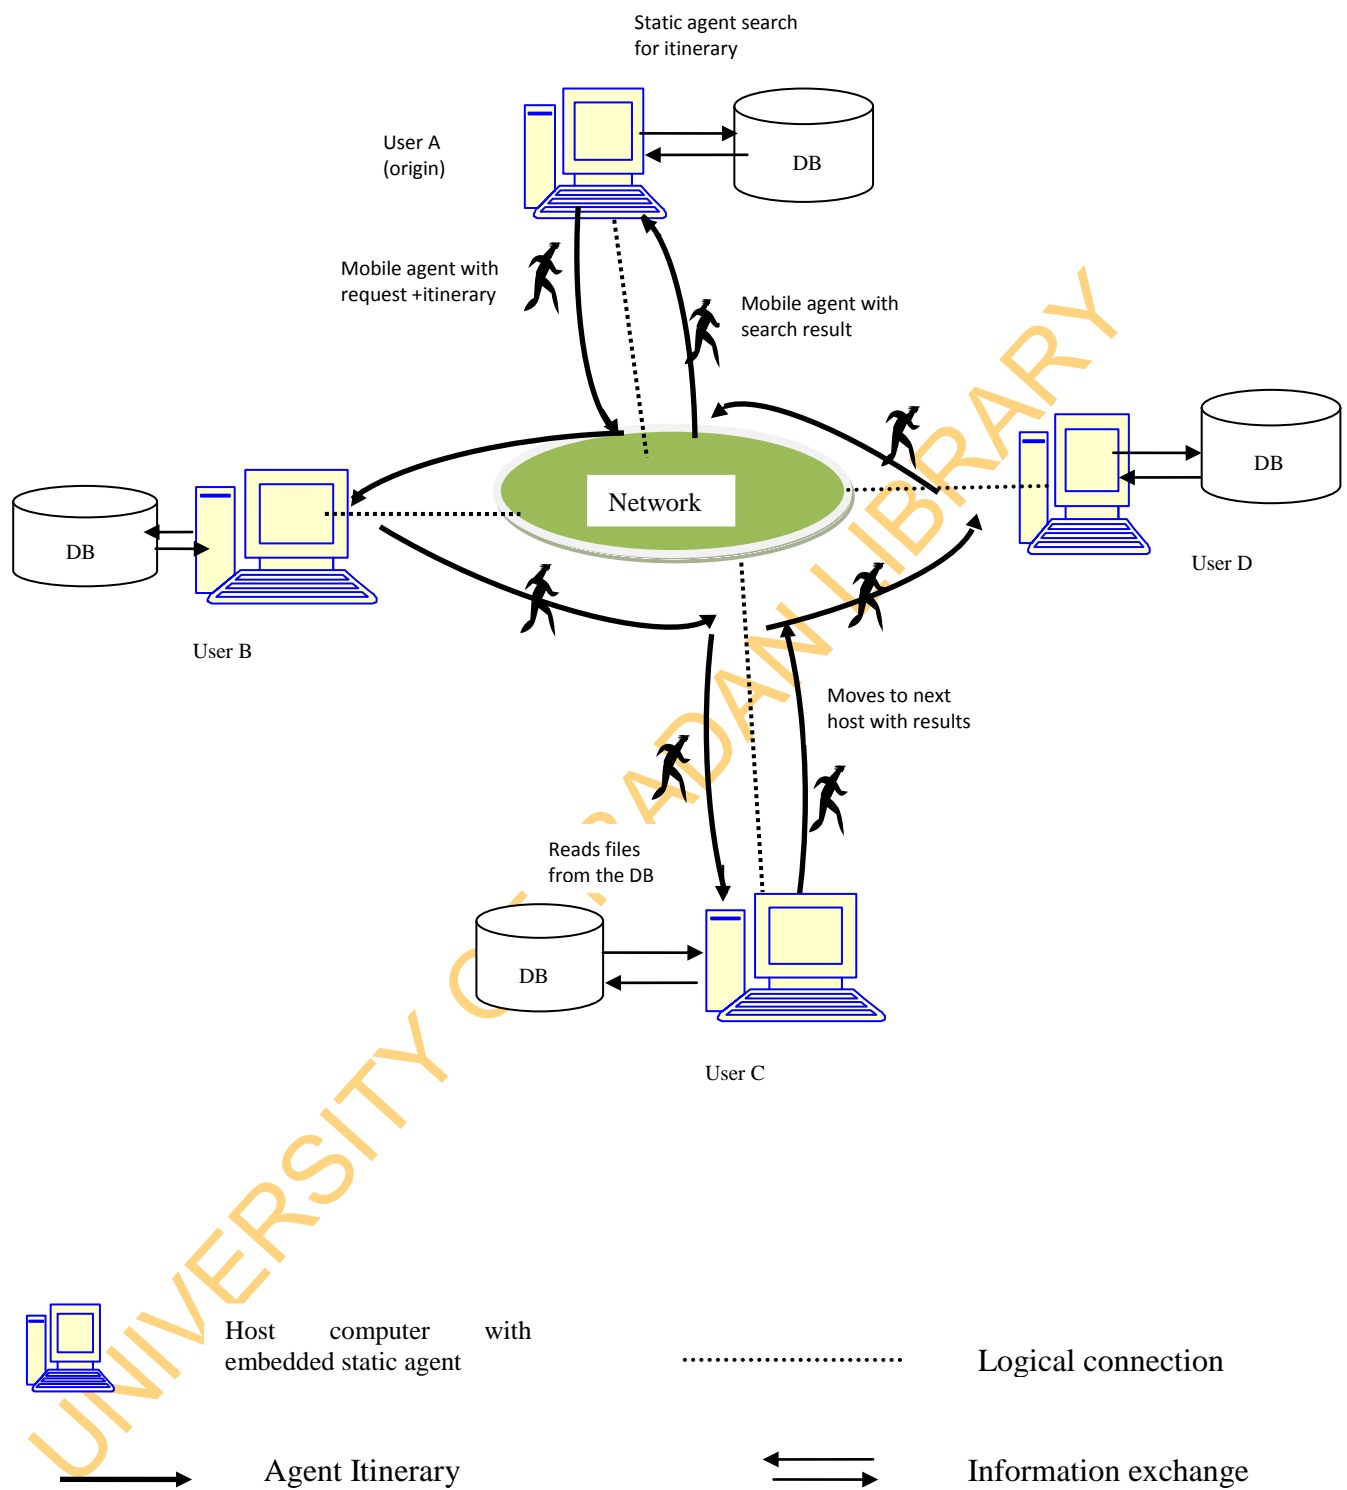 Static agent search
for itinerary
User A
(origin)
DB
Mobile agent with
request +itinerary
Mobile agent with
search result
DB
Network
DB
User D
User B
Moves to next
host with results
Reads files
from the DB
DB
User C
UNIVERSITY OF IBADAN LIBRARY
Host computer with
embedded static agent
Logical connection
Agent Itinerary
Information exchange